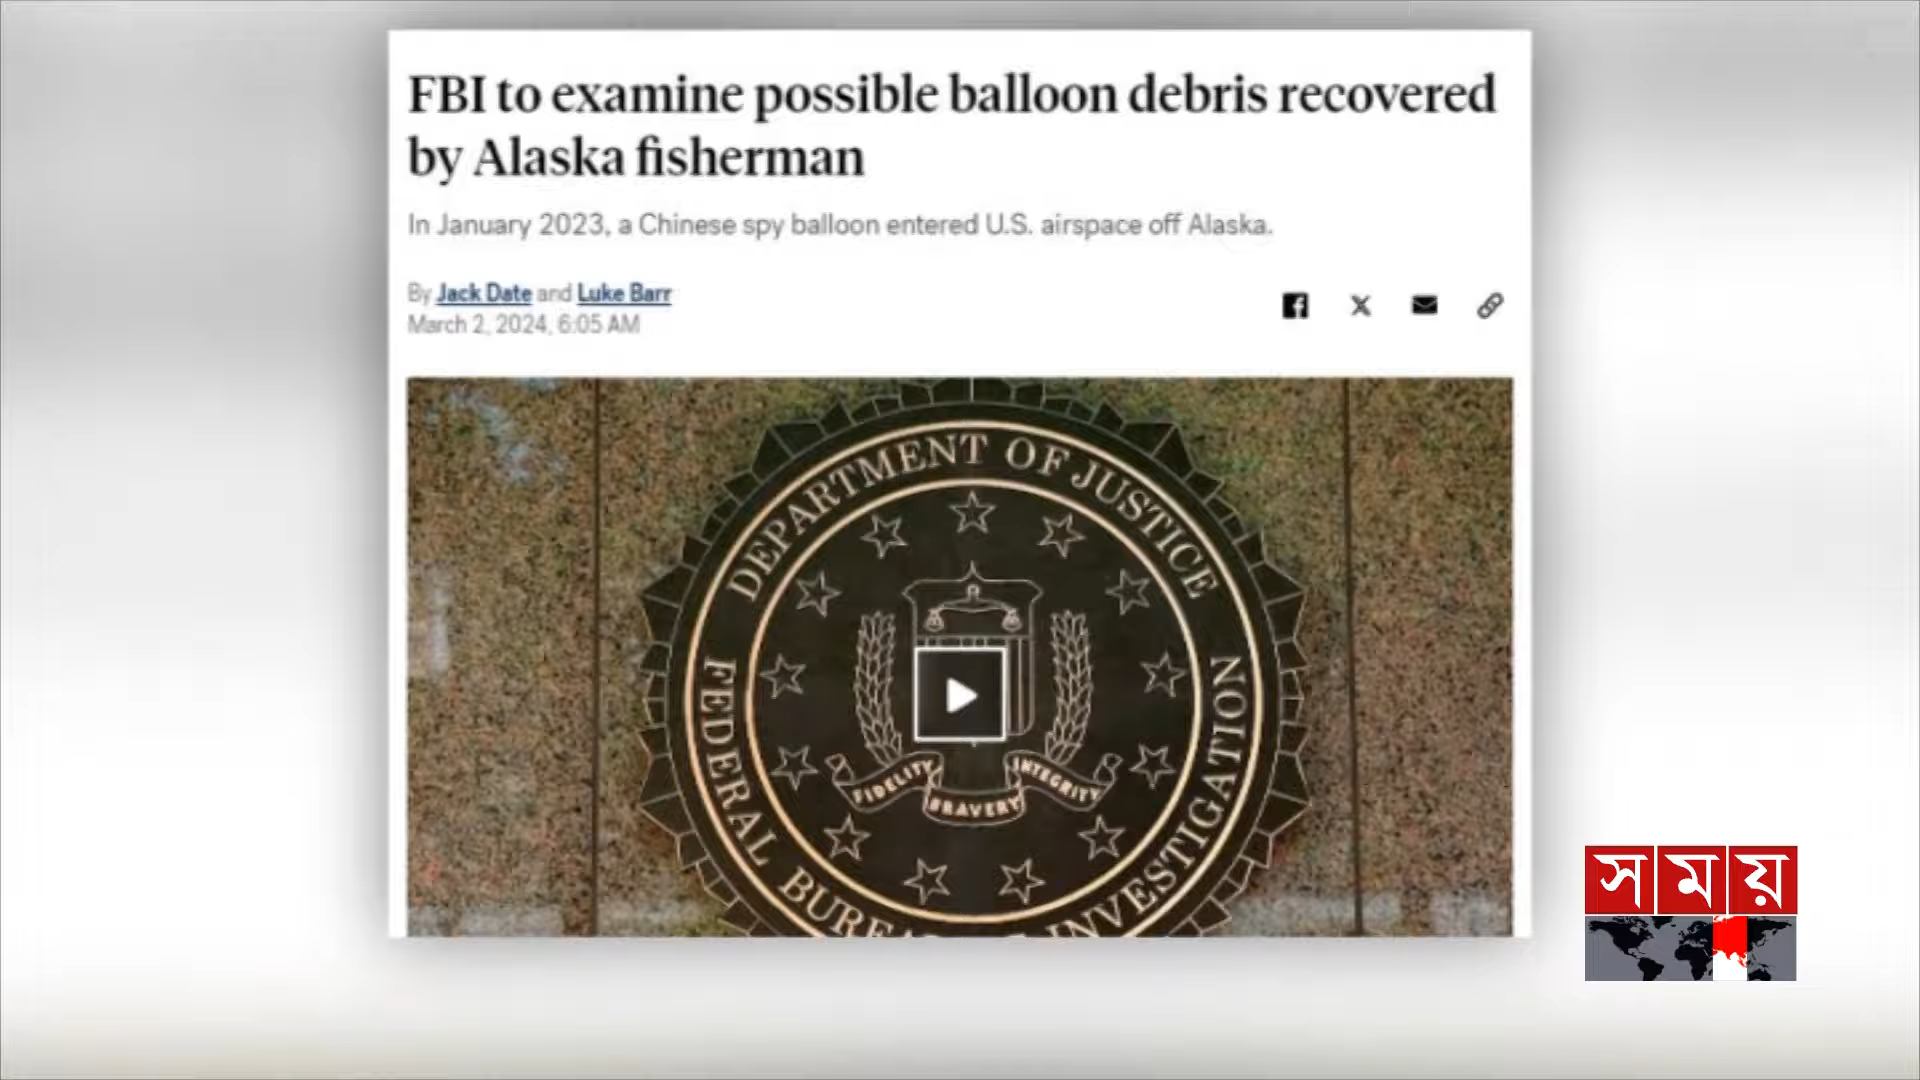 FBI to examine possible balloon debris recovered
by Alaska fisherman
In January 2023, a Chinese spy balloon entered U.S. airspace off Alaska.
By Jack Date and Luke Barr
March 2, 2024, 6:05 AM
DEPARTMENT OF JUSTICE
FIDELITY
BRAVERY
INTEGRITY
FEDERAL INVESTIGATION
সময়